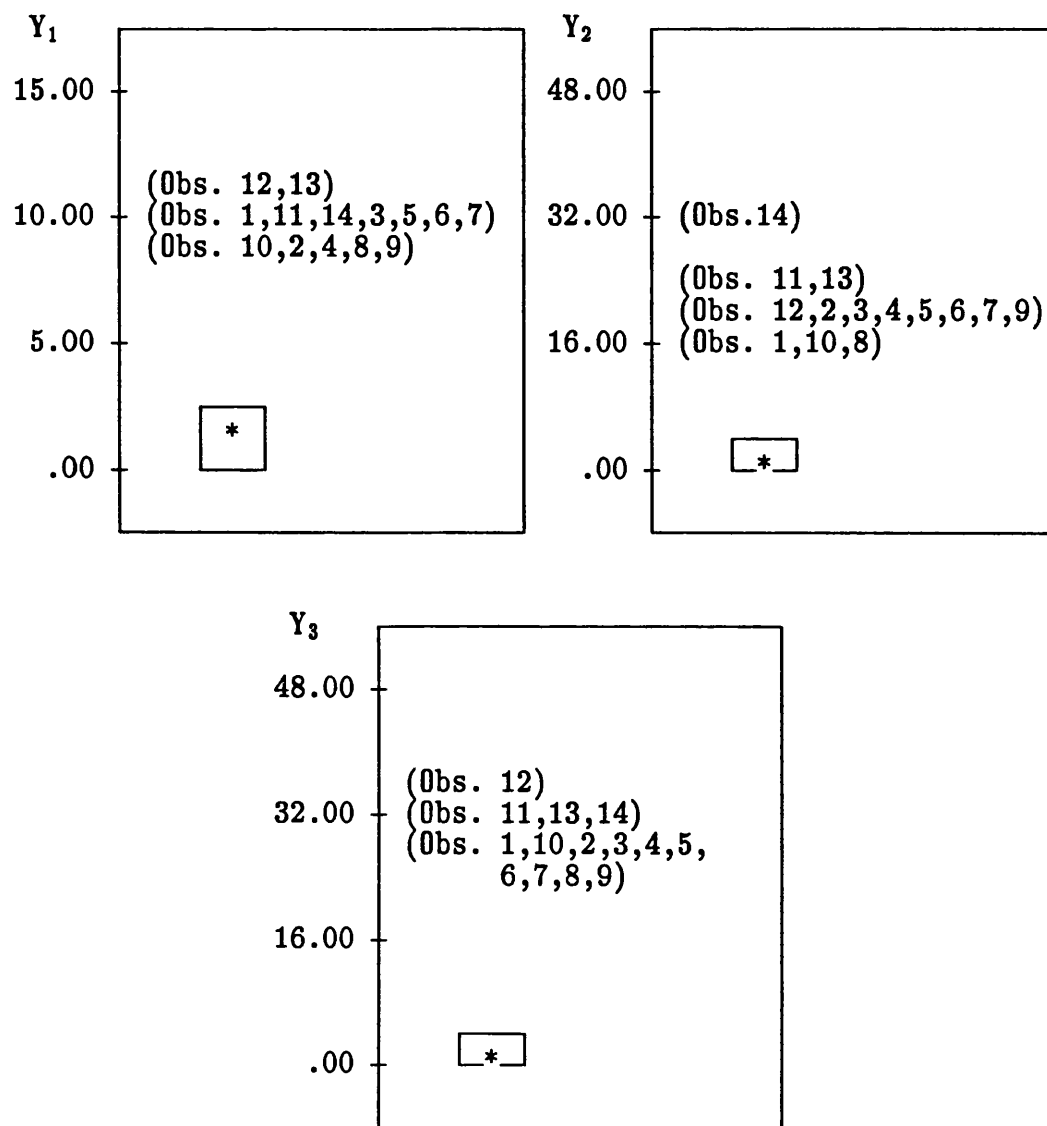 Y₁
15.00
(Obs. 12,13)
10.00 (Obs. 1,11,14,3,5,6,7)
(Obs. 10,2,4,8,9)
5.00
*
.00
Y₂
48.00
32.00 (Obs.14)
(Obs. 11,13)
(Obs. 12,2,3,4,5,6,7,9)
16.00 (Obs. 1,10,8)
.00 *
Y₃
48.00
(Obs. 12)
32.00 (Obs. 11,13,14)
(Obs. 1,10,2,3,4,5,
6,7,8,9)
16.00
.00 *